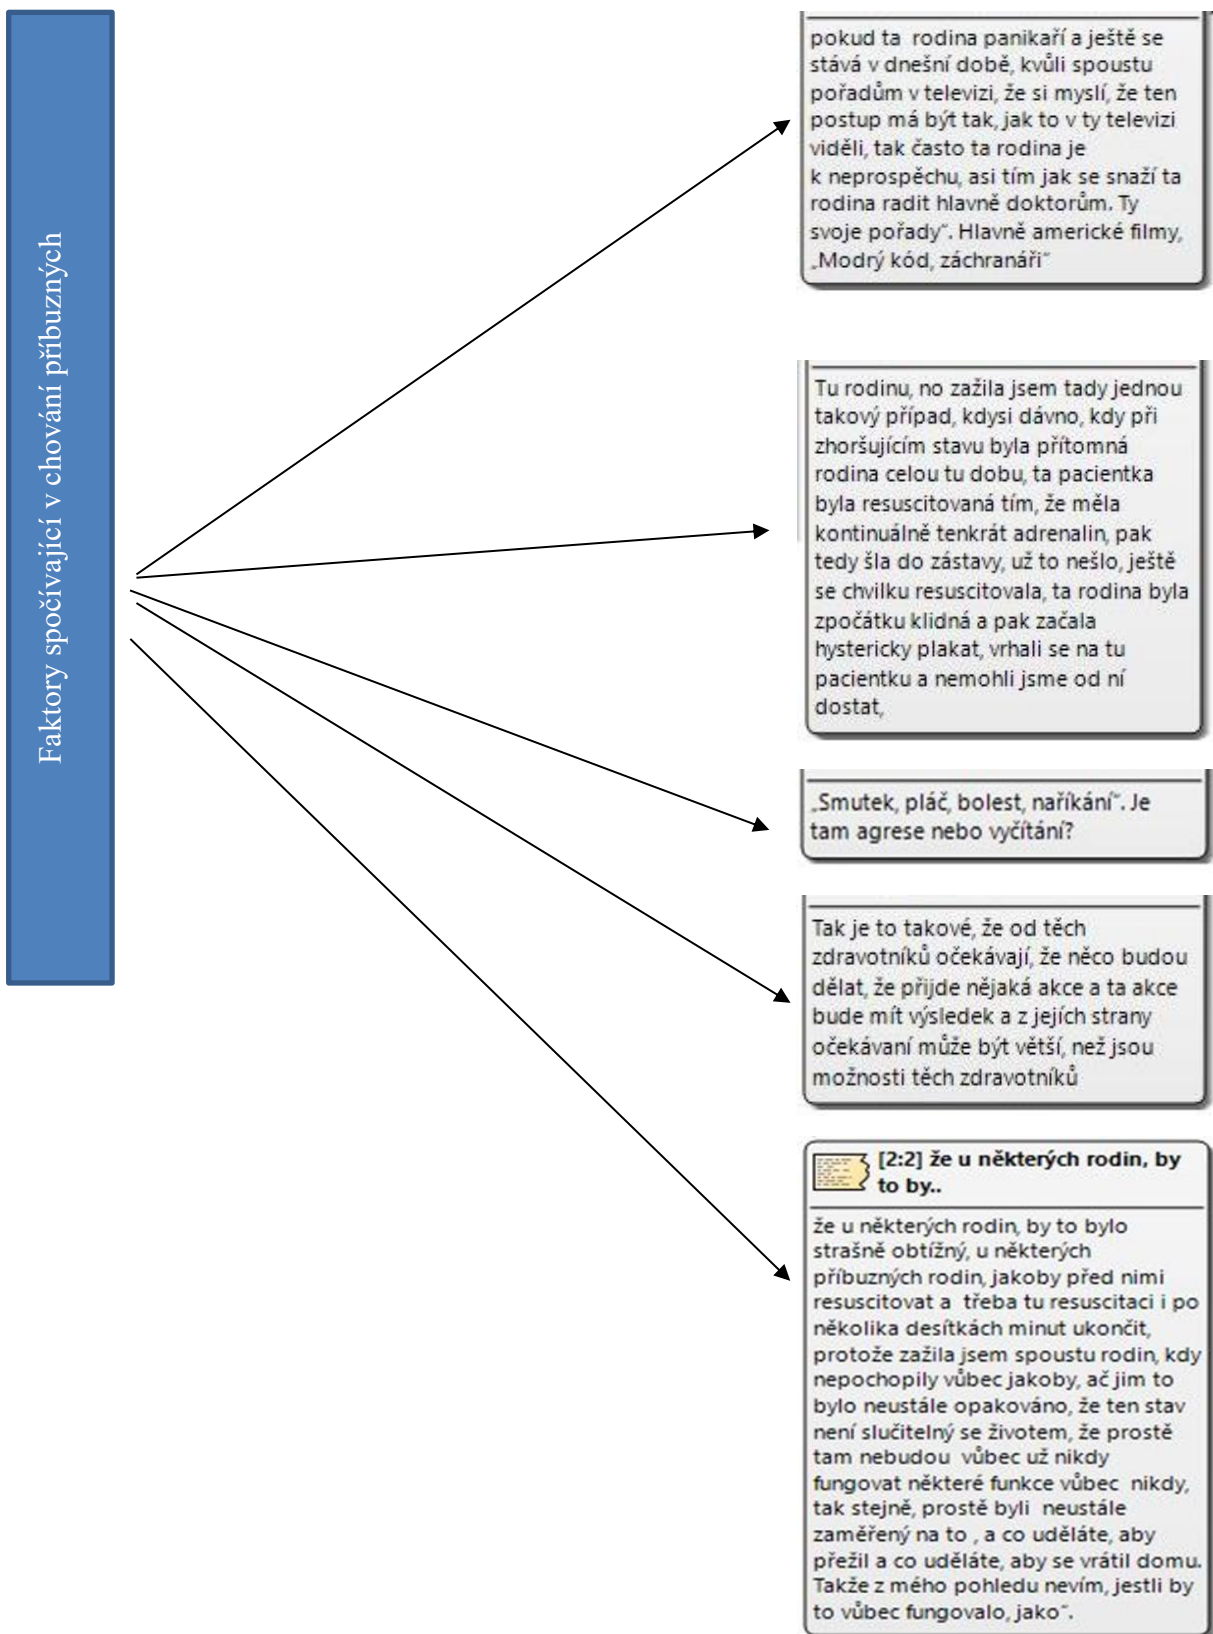 Faktory spočívající v chování příbuzných
pokud ta rodina panikaří a ještě se
stává v dnešní době, kvůli spoustu
pořadům v televizi, že si myslí, že ten
postup má být tak, jak to v ty televizi
viděli, tak často ta rodina je
k neprospěchu, asi tím jak se snaží ta
rodina radit hlavně doktorům. Ty
svoje pořady“. Hlavně americké filmy,
„Modrý kód, záchranáři“
Tu rodinu, no zažila jsem tady jednou
takový případ, kdysi dávno, kdy při
zhoršujícím stavu byla přítomná
rodina celou tu dobu, ta pacientka
byla resuscitovaná tím, že měla
kontinuálně tenkrát adrenalin, pak
tedy šla do zástavy, už to nešlo, ještě
se chvilku resuscitovala, ta rodina byla
zpočátku klidná a pak začala
hystericky plakat, vrhali se na tu
pacientku a nemohli jsme od ní
dostat,
„Smutek, pláč, bolest, naříkání“. Je
tam agrese nebo vyčítání?
Tak je to takové, že od těch
zdravotníků očekávají, že něco budou
dělat, že přijde nějaká akce a ta akce
bude mít výsledek a z jejích strany
očekávaní může být větší, než jsou
možnosti těch zdravotníků
[2:2] že u některých rodin, by
to by..
že u některých rodin, by to bylo
strašně obtížný, u některých
příbuzných rodin, jakoby před nimi
resuscitovat a třeba tu resuscitaci i po
několika desítkách minut ukončit,
protože zažila jsem spoustu rodin, kdy
nepochopily vůbec jakoby, ač jim to
bylo neustále opakováno, že ten stav
není slučitelný se životem, že prostě
tam nebudou vůbec už nikdy
fungovat některé funkce vůbec nikdy,
tak stejně, prostě byli neustále
zaměřený na to , a co uděláte, aby
přežil a co uděláte, aby se vrátil domu.
Takže z mého pohledu nevím, jestli by
to vůbec fungovalo, jako“.